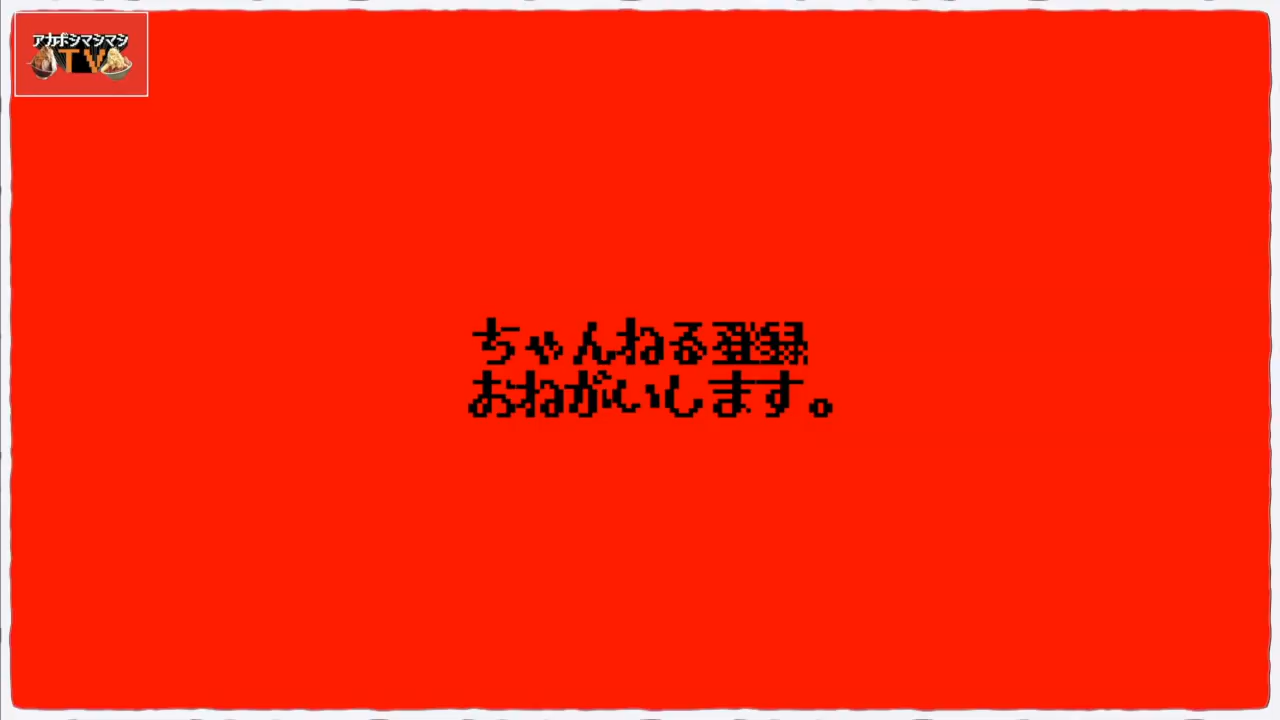 アカボシマシマシ
TV
ちゃんねる登録
おねがいします。